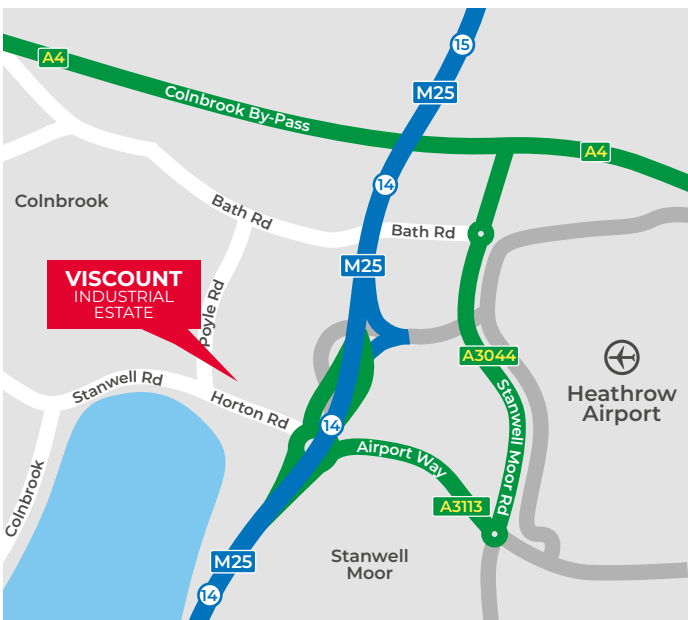 15
A4
M25
Colnbrook By-Pass
A4
14
Colnbrook
Bath Rd
Bath Rd
M25
VISCOUNT
INDUSTRIAL
ESTATE
Poyle Rd
A3044
Heathrow
Airport
Stanwell Rd
Horton Rd
Stanwell Moor Rd
14
Airport Way
Colnbrook
A3113
M25
Stanwell
Moor
14